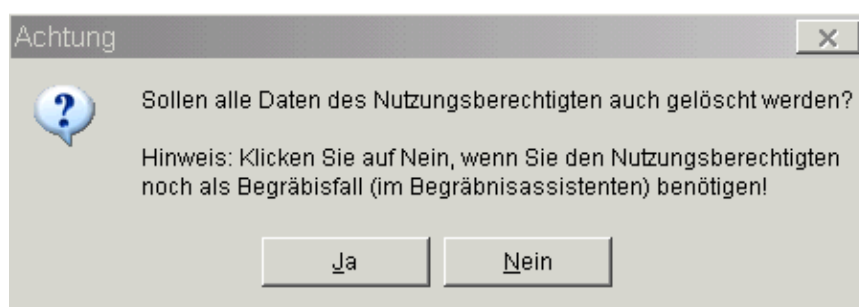 Achtung
Sollen alle Daten des Nutzungsberechtigten auch gelöscht werden?
Hinweis: Klicken Sie auf Nein, wenn Sie den Nutzungsberechtigten
noch als Begräbisfall (im Begräbnisassistenten) benötigen!
Ja Nein